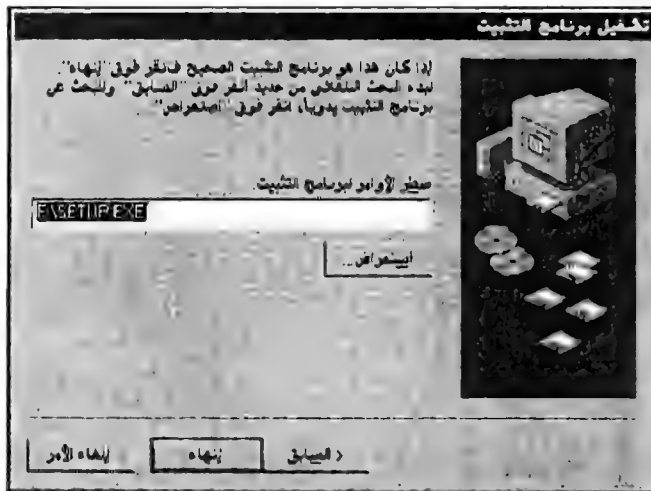 تشغيل برنامج التثبيت
إذا كان هذا هو برنامج التثبيت الصحيح فانقر فوق "إنهاء".
لبدء البحث التلقائي من جديد انقر فوق "السابق" وللبحث عن
برنامج التثبيت يدوياً، انقر فوق "استعراض".
سطر الأوامر لبرنامج التثبيت:
E:\SETUP.EXE
استعراض...
< السابق
إنهاء
إلغاء الأمر